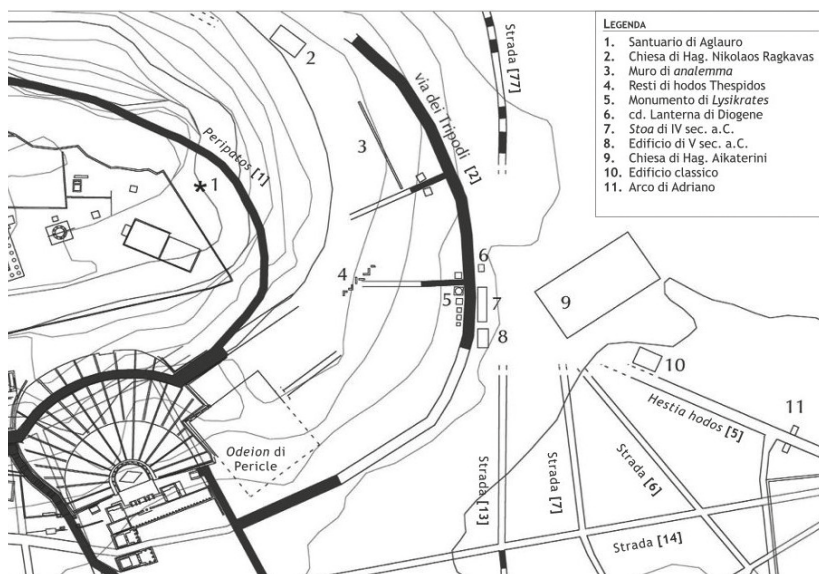 LEGENDA
1. Santuario di Aglauro
2. Chiesa di Hag. Nikolaos Ragkavas
3. Muro di analemma
4. Resti di hodos Thespidos
5. Monumento di Lysikrates
6. cd. Lanterna di Diogene
7. Stoa di IV sec. a.C.
8. Edificio di V sec. a.C.
9. Chiesa di Hag. Aikaterini
10. Edificio classico
11. Arco di Adriano
2
Strada [77]
via dei Tripodi [2]
Peripatos [1]
3
* 1
6
4
5
7
9
8
10
Hestia hodos [5]
11
Odeion di
Pericle
Strada [13]
Strada [7]
Strada [6]
Strada [14]